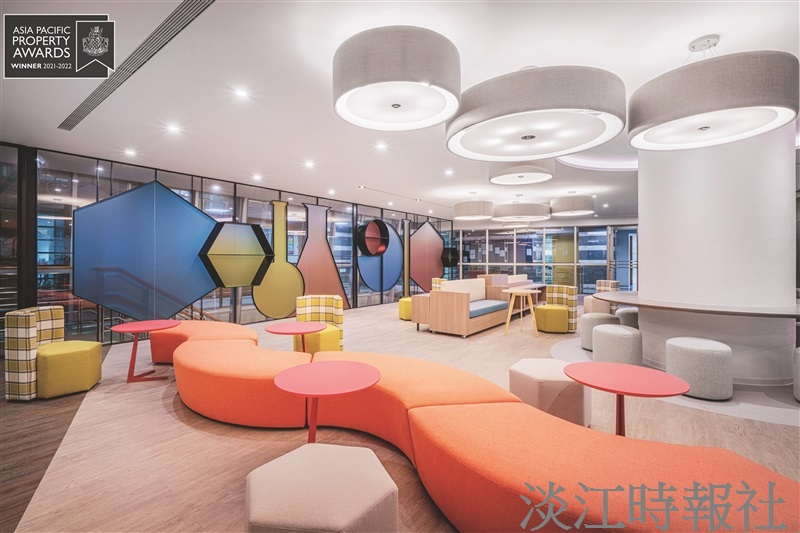 ASIA PACIFIC
PROPERTY
AWARDS
WINNER 2021-2022
淡江時報社